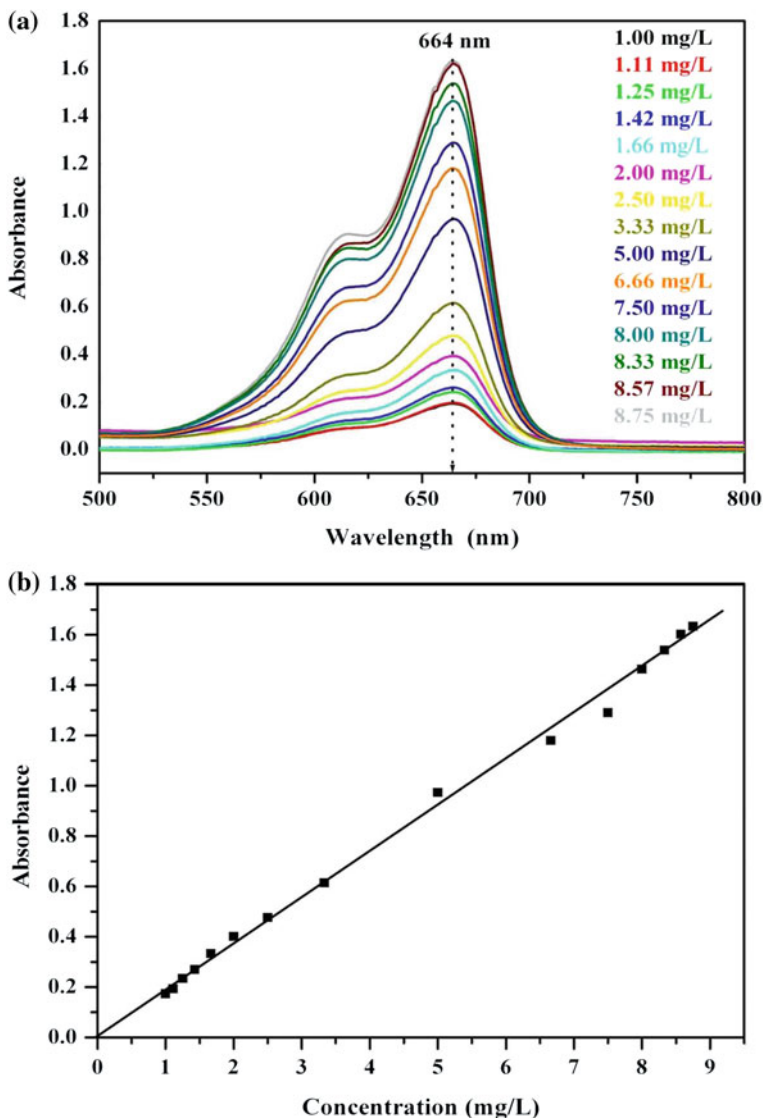 (a)
664 nm
1.00 mg/L
1.11 mg/L
1.25 mg/L
1.42 mg/L
1.66 mg/L
2.00 mg/L
2.50 mg/L
3.33 mg/L
5.00 mg/L
6.66 mg/L
7.50 mg/L
8.00 mg/L
8.33 mg/L
8.57 mg/L
8.75 mg/L
Absorbance
1.8
1.6
1.4
1.2
1.0
0.8
0.6
0.4
0.2
0.0
500 550 600 650 700 750 800
Wavelength (nm)
(b)
Absorbance
1.8
1.6
1.4
1.2
1.0
0.8
0.6
0.4
0.2
0.0
0 1 2 3 4 5 6 7 8 9
Concentration (mg/L)